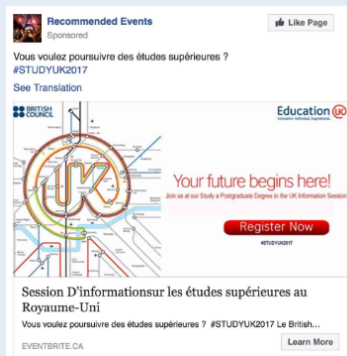 Recommended Events
Like Page
Sponsored
Vous voulez poursuivre des études supérieures ?
#STUDYUK2017
See Translation
BRITISH
COUNCIL
Education UK
Innovative Individual Inspirational
UK
Your future begins here!
Join us at our Study a Postgraduate Degree in the UK Information Session
Register Now
#STUDYUK2017
Session D'informationsur les études supérieures au
Royaume-Uni
Vous voulez poursuivre des études supérieures ? #STUDYUK2017 Le British...
EVENTBRITE.CA
Learn More